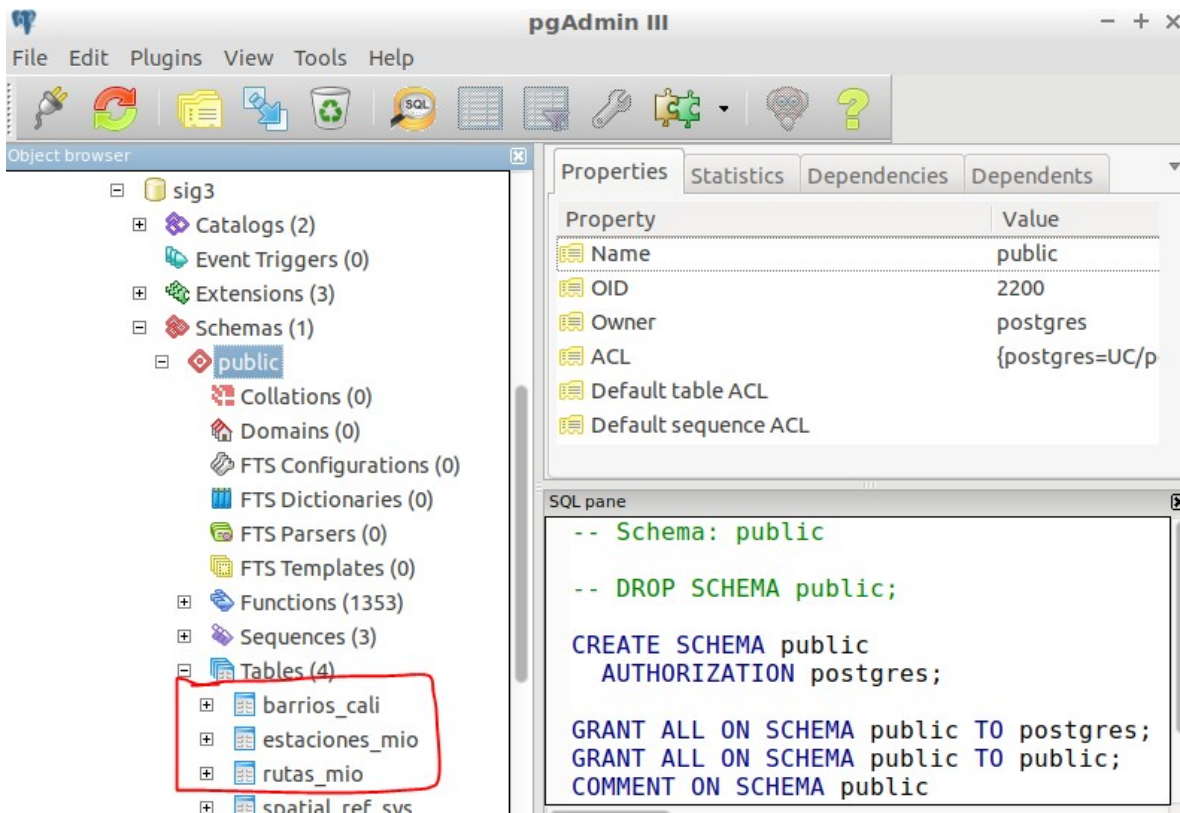 pgAdmin III
File Edit Plugins View Tools Help
SQL
Object browser
sig3
Catalogs (2)
Event Triggers (0)
Extensions (3)
Schemas (1)
public
Collations (0)
Domains (0)
FTS Configurations (0)
FTS Dictionaries (0)
FTS Parsers (0)
FTS Templates (0)
Functions (1353)
Sequences (3)
Tables (4)
barrios_cali
estaciones_mio
rutas_mio
spatial_ref_sys
Properties Statistics Dependencies Dependents
Property Value
Name public
OID 2200
Owner postgres
ACL {postgres=UC/p
Default table ACL
Default sequence ACL
SQL pane
-- Schema: public
-- DROP SCHEMA public;
CREATE SCHEMA public
AUTHORIZATION postgres;
GRANT ALL ON SCHEMA public TO postgres;
GRANT ALL ON SCHEMA public TO public;
COMMENT ON SCHEMA public